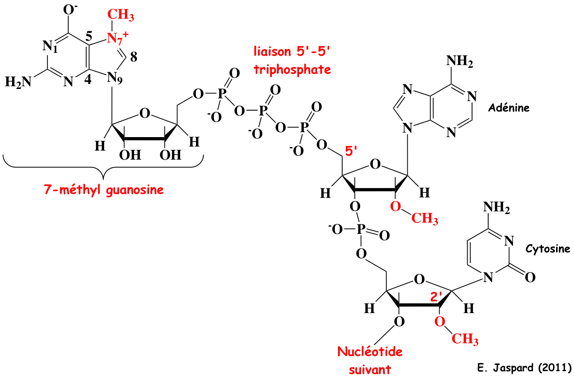 O-
CH3
N1
5
N7+
8
H2N
N
4
N9
O
H
H
OH
OH
7-méthyl guanosine
O
O
P
-O
O
O
P
-O
O
O
P
-O
O
liaison 5'-5'
triphosphate
NH2
N
N
N
N
Adénine
5'
O
H
H
O
O
CH3
-O
P
O
O
NH2
N
N
O
Cytosine
O
2'
H
H
O
O
CH3
Nucléotide
suivant
E. Jaspard (2011)